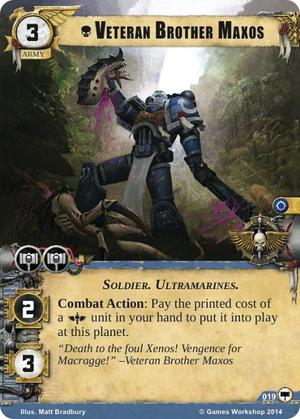 3
ARMY
Veteran Brother Maxos
Soldier. Ultramarines.
2
Combat Action: Pay the printed cost of
a unit in your hand to put it into play
at this planet.
3
"Death to the foul Xenos! Vengence for
Macragge!" –Veteran Brother Maxos
019
Illus. Matt Bradbury
© Games Workshop 2014